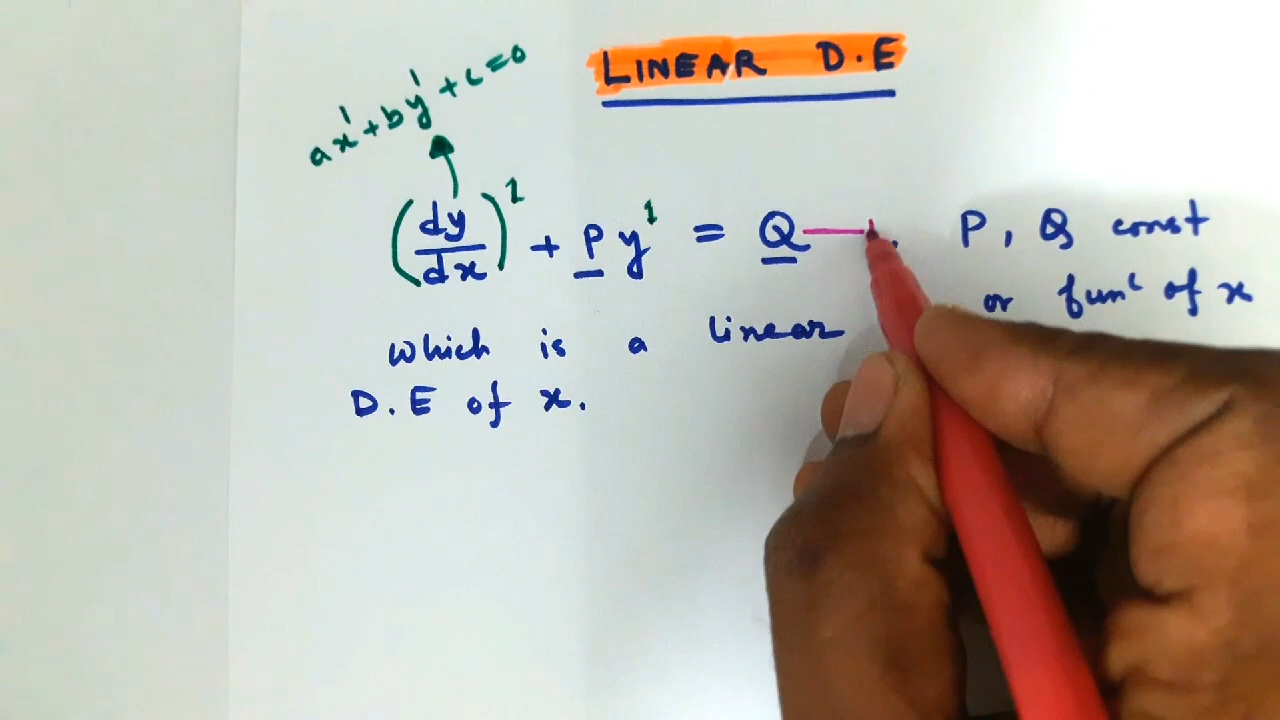 LINEAR D.E
ax¹+by¹+c=0
(dy/dx)¹ + Py¹ = Q P, Q const
or funᶜ of x
which is a linear
D.E of x.